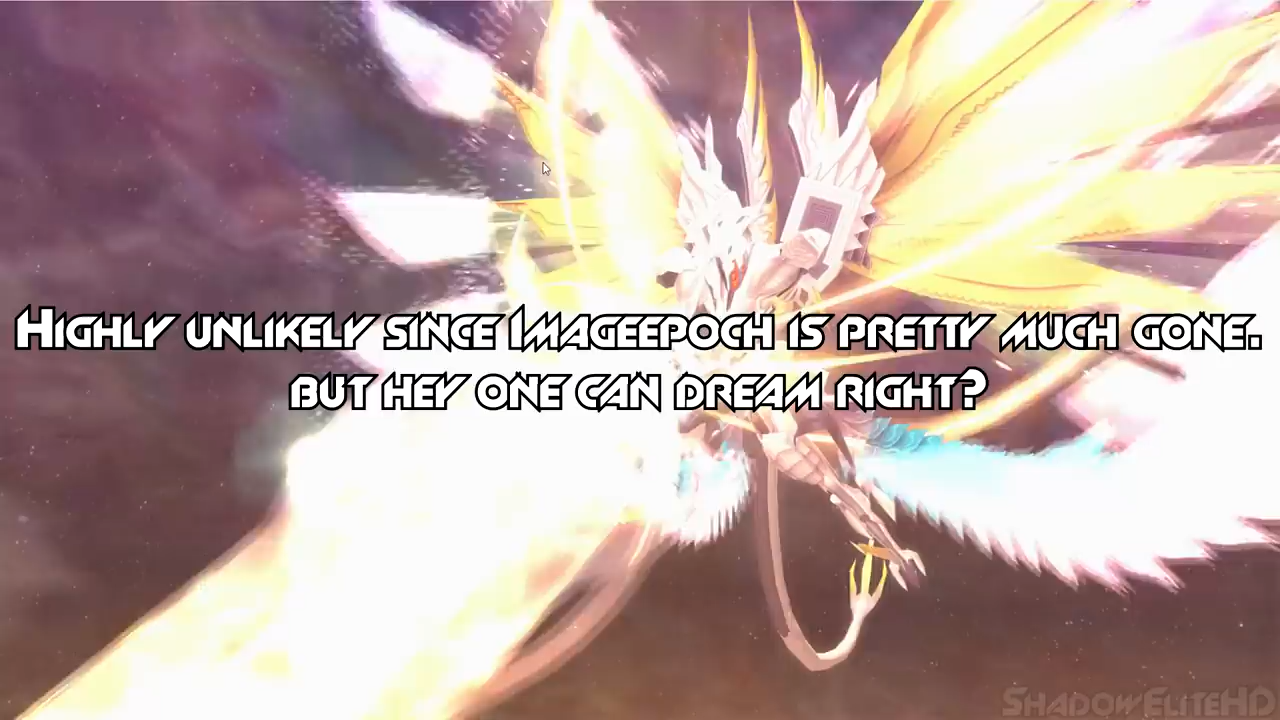 Highly unlikely since Imageepoch is pretty much gone.
but hey one can dream right?
ShadowEliteHD